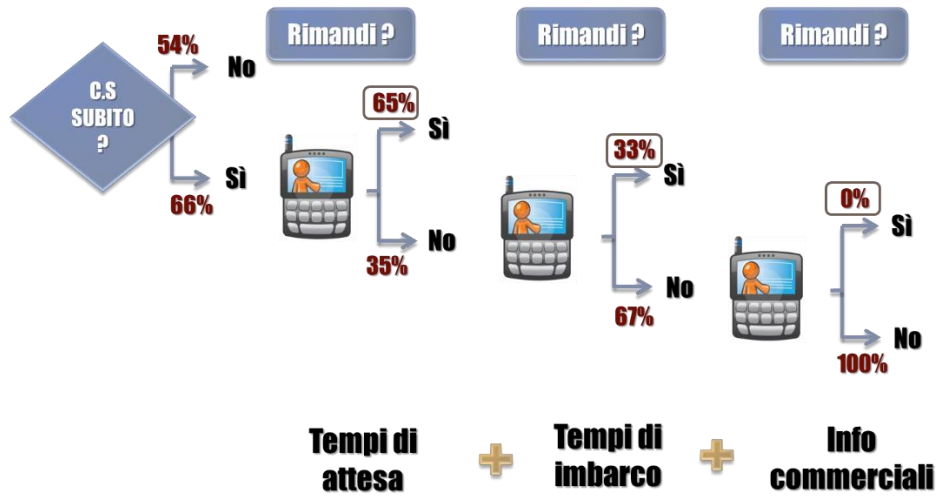 Rimandi ?
Rimandi ?
Rimandi ?
54%
No
C.S
SUBITO
?
Sì
66%
65%
Sì
No
35%
33%
Sì
No
67%
0%
Sì
No
100%
Tempi di
attesa
+
Tempi di
imbarco
+
Info
commerciali